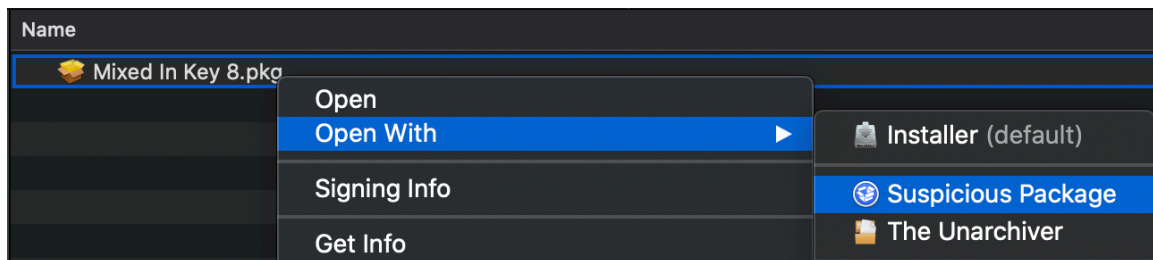 Name
Mixed In Key 8.pkg
Open
Open With
Signing Info
Get Info
Installer (default)
Suspicious Package
The Unarchiver